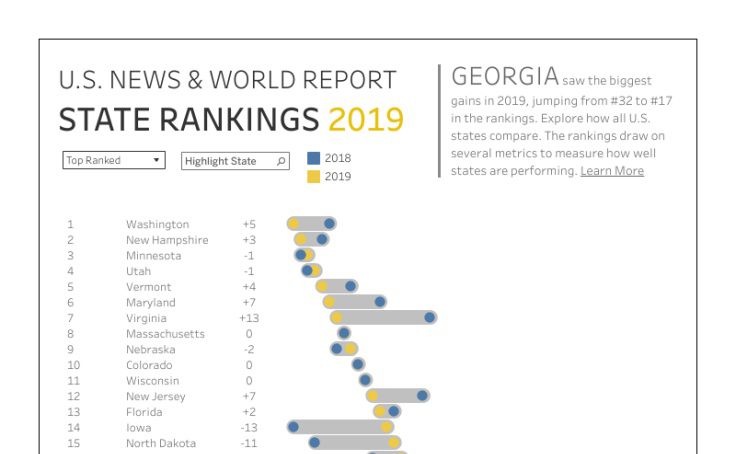 U.S. NEWS & WORLD REPORT
STATE RANKINGS 2019
GEORGIA saw the biggest
gains in 2019, jumping from #32 to #17
in the rankings. Explore how all U.S.
states compare. The rankings draw on
several metrics to measure how well
states are performing. Learn More
Top Ranked
Highlight State
2018
2019
1 Washington +5
2 New Hampshire +3
3 Minnesota -1
4 Utah -1
5 Vermont +4
6 Maryland +7
7 Virginia +13
8 Massachusetts 0
9 Nebraska -2
10 Colorado 0
11 Wisconsin 0
12 New Jersey +7
13 Florida +2
14 Iowa -13
15 North Dakota -11